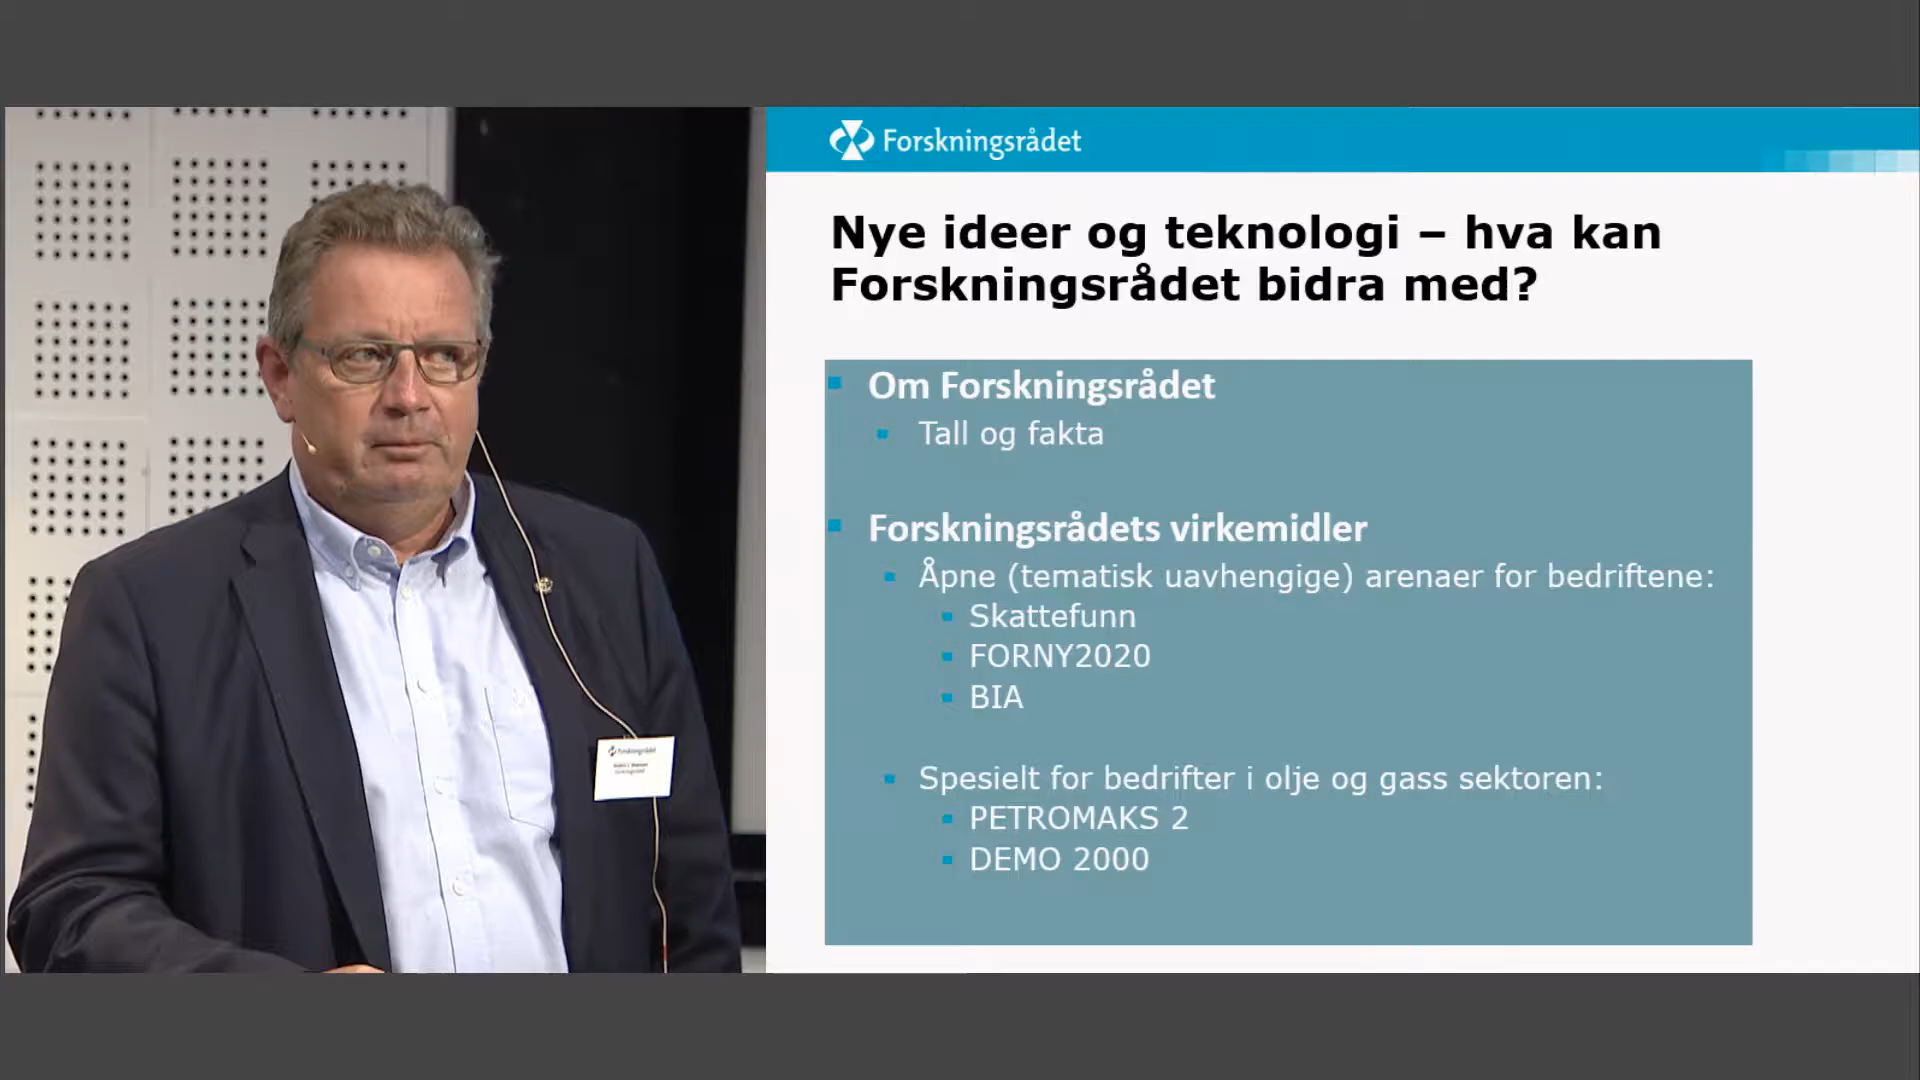 Forskningsrådet
Nye ideer og teknologi – hva kan
Forskningsrådet bidra med?
Om Forskningsrådet
Tall og fakta
Forskningsrådets virkemidler
Åpne (tematisk uavhengige) arenaer for bedriftene:
Skattefunn
FORNY2020
BIA
Spesielt for bedrifter i olje og gass sektoren:
PETROMAKS 2
DEMO 2000
Forskningsrådet